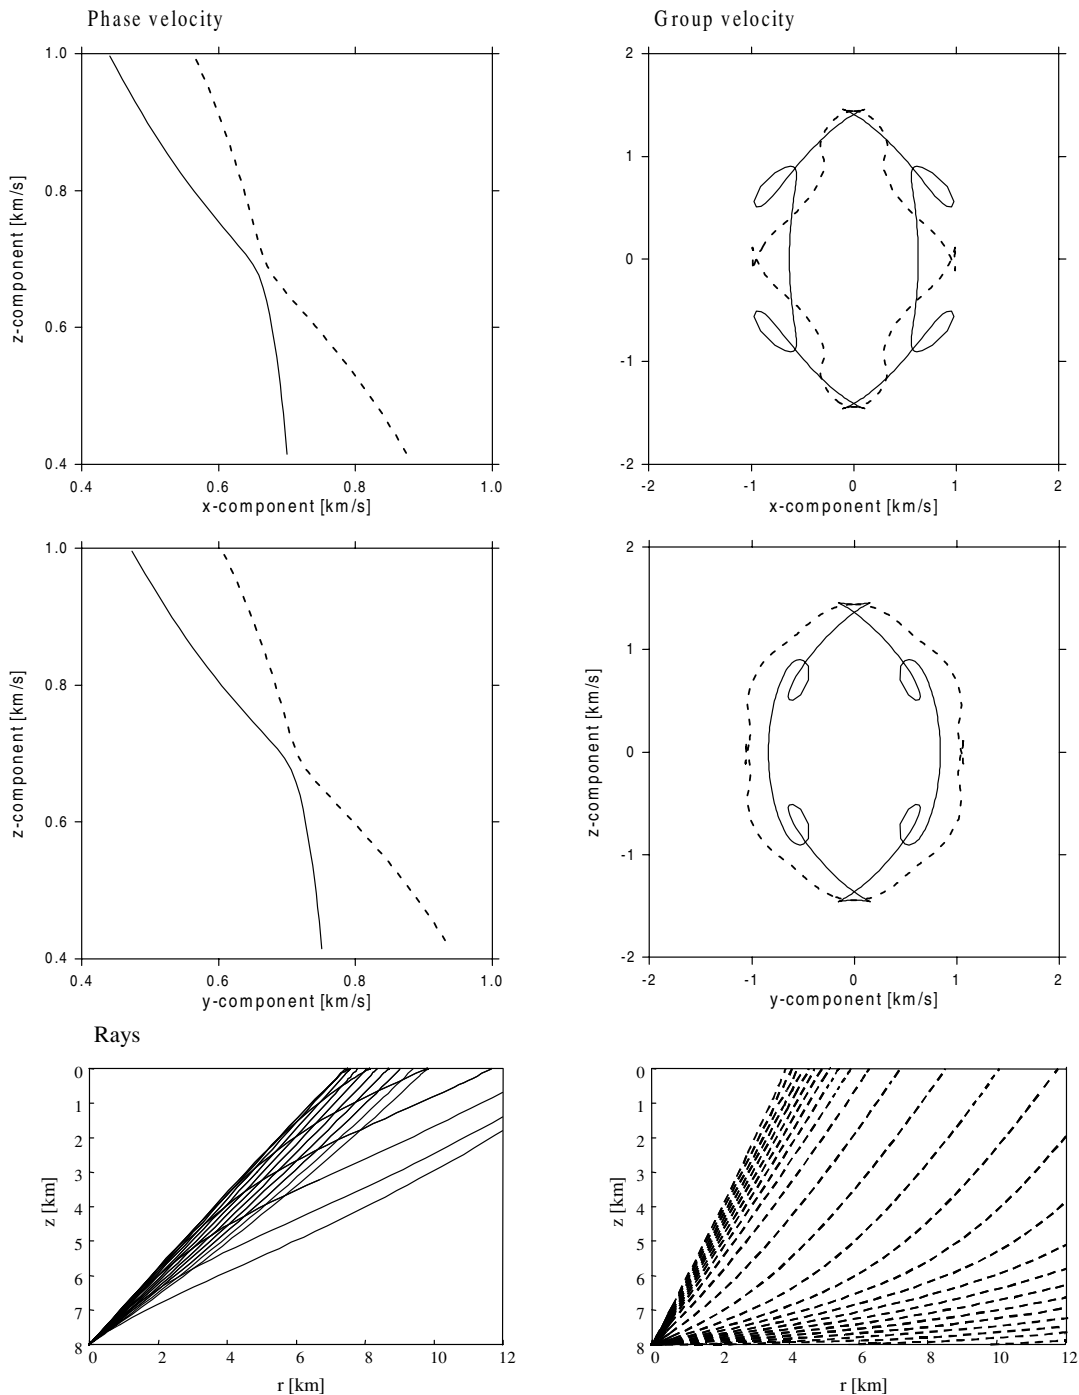 Phase velocity
Group velocity
1.0
0.8
0.6
0.4
z-component [km/s]
0.4 0.6 0.8 1.0
x-component [km/s]
2
1
0
-1
-2
-2 -1 0 1 2
x-component [km/s]
1.0
0.8
0.6
0.4
z-component [km/s]
0.4 0.6 0.8 1.0
y-component [km/s]
2
1
0
-1
-2
z-component [km/s]
-2 -1 0 1 2
y-component [km/s]
Rays
0
1
2
3
4
5
6
7
8
z [km]
0 2 4 6 8 10 12
r [km]
0
1
2
3
4
5
6
7
8
z [km]
0 2 4 6 8 10 12
r [km]